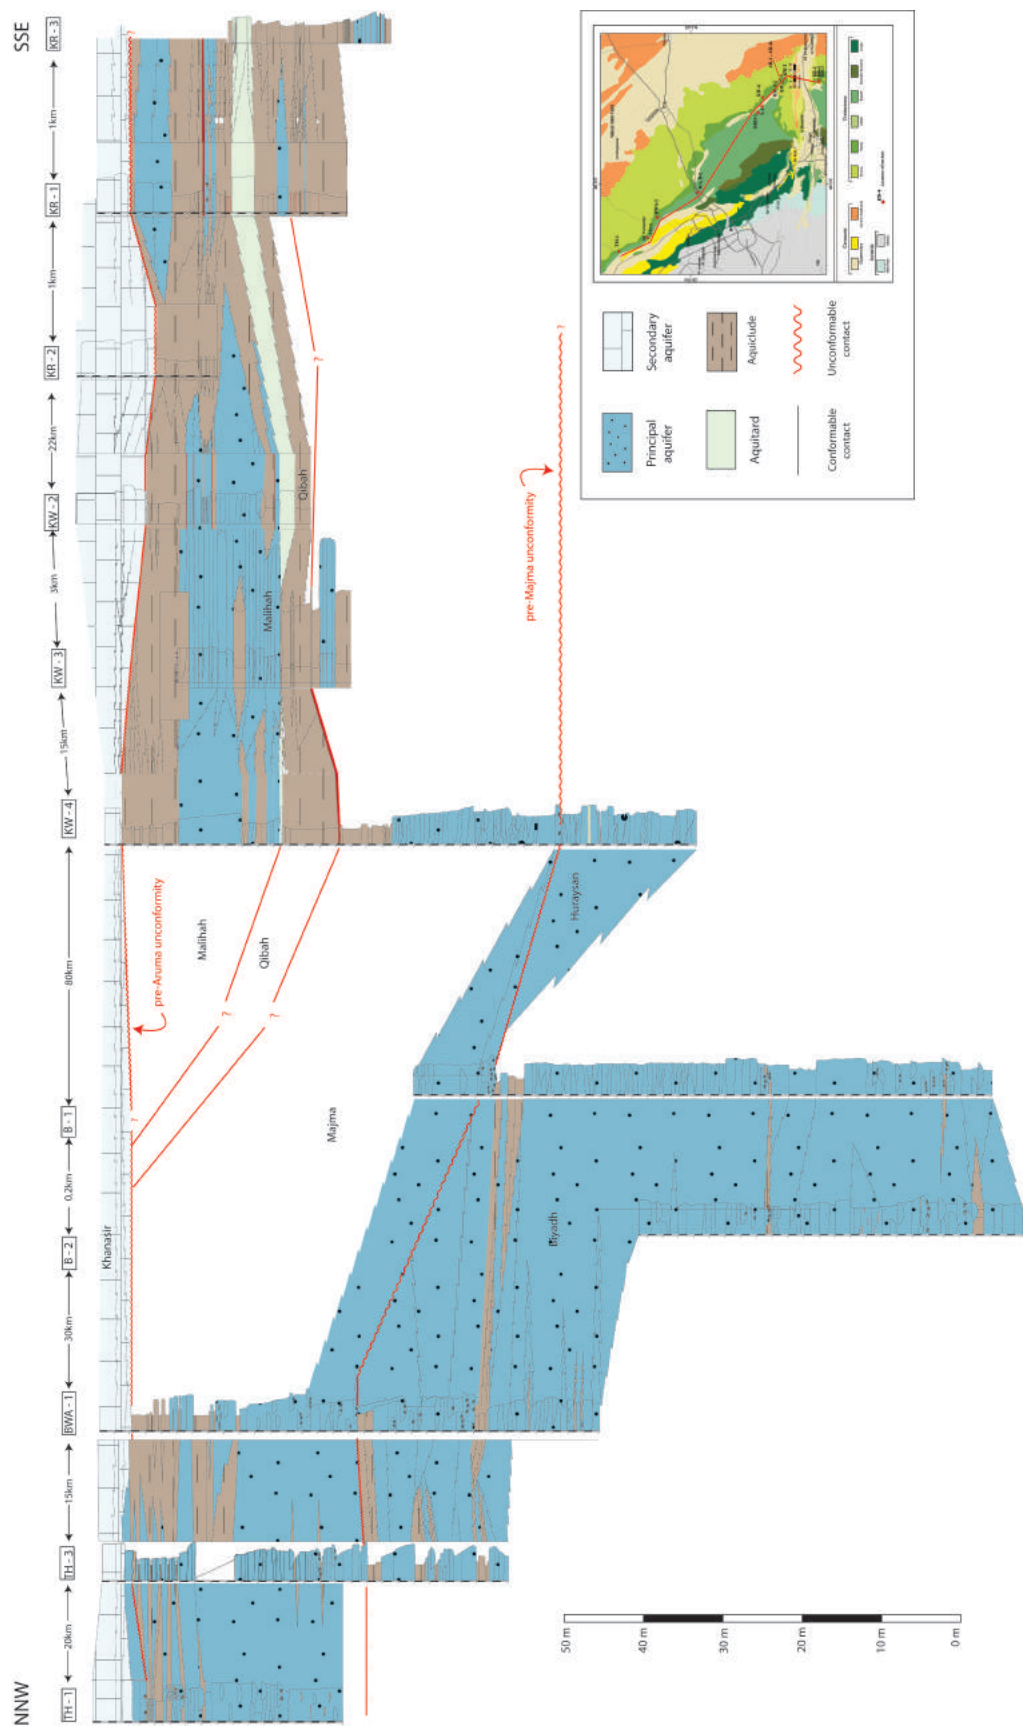 NNW
SSE
TH - 1
20km
TH - 3
15km
BWA - 1
30km
B - 2
0,2km
B - 1
80km
KW - 4
15km
KW - 3
3km
KW - 2
22km
KR - 2
1km
KR - 1
1km
KR - 3
Khanasir
?
pre-Aruma unconformity
?
Malihah
?
Qibah
?
Majma
Biyadh
Huraysan
Malihah
Qibah
?
pre-Majma unconformity
?
50 m
40 m
30 m
20 m
10 m
0 m
Principal
aquifer
Secondary
aquifer
Aquitard
Aquiclude
Conformable
contact
Unconformable
contact